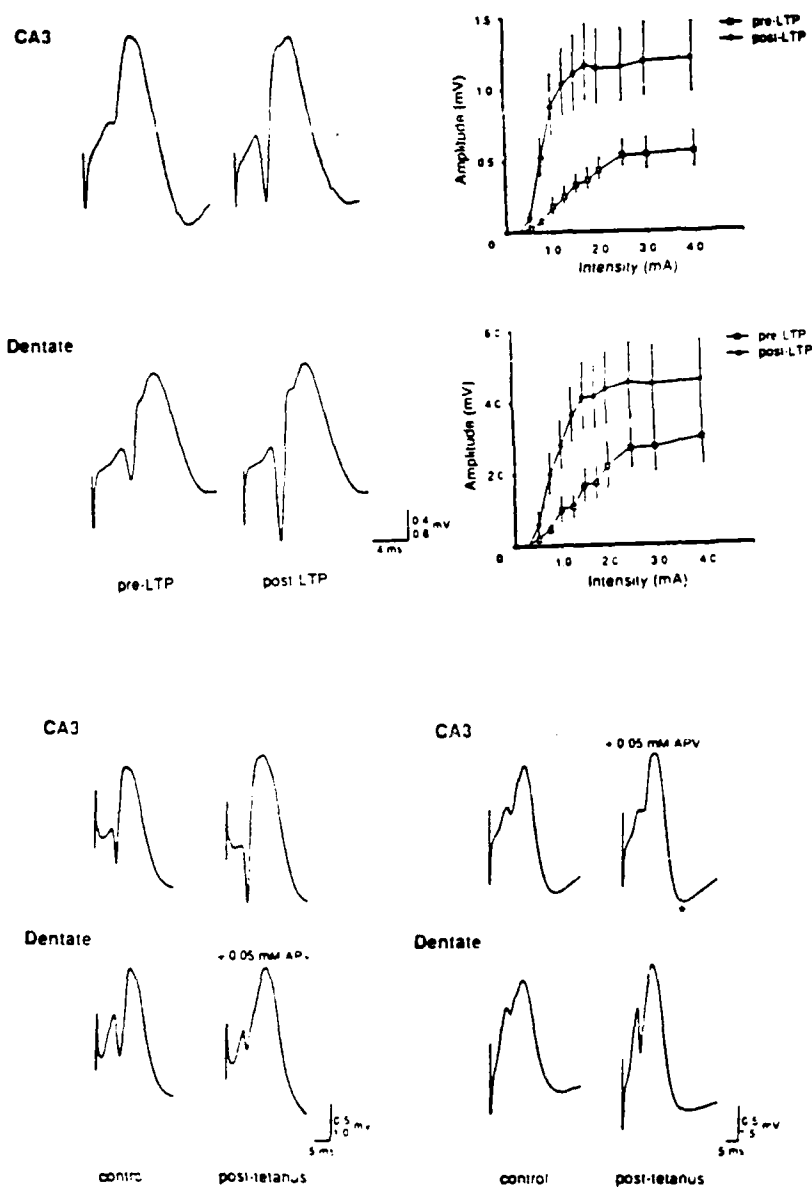 CA3
1.5
pre-LTP
post-LTP
1.0
0.5
0
Amplitude (mV)
1.0 2.0 3.0 4.0
Intensity (mA)
Dentate
6.0
pre-LTP
post-LTP
4.0
2.0
0
Amplitude (mV)
1.0 2.0 3.0 4.0
Intensity (mA)
0.4 mV
0.8
4 ms
pre-LTP
post LTP
CA3
Dentate
+ 0.05 mM
5 ms
post-tetanus
CA3
+ 0.05 mM APV
*
Dentate
5 ms
control
post-tetanus